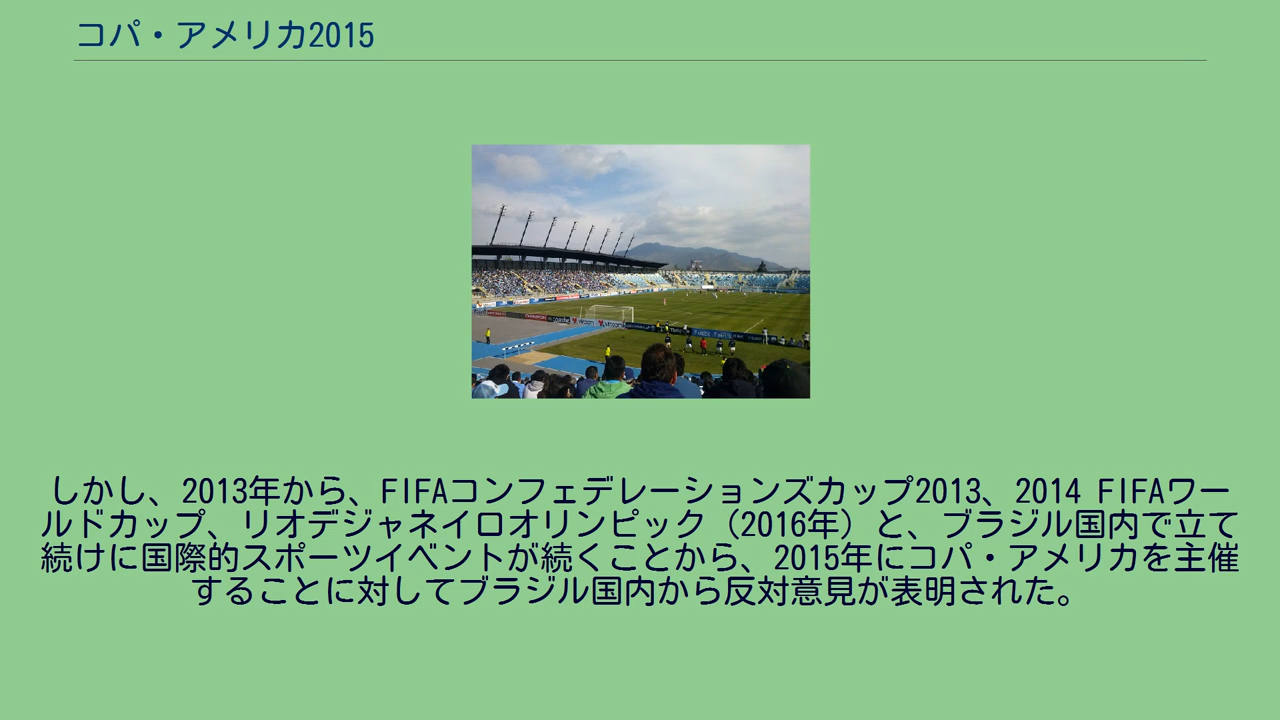 コパ・アメリカ2015
しかし、2013年から、FIFAコンフェデレーションズカップ2013、2014 FIFAワー
ルドカップ、リオデジャネイロオリンピック（2016年）と、ブラジル国内で立て
続けに国際的スポーツイベントが続くことから、2015年にコパ・アメリカを主催
することに対してブラジル国内から反対意見が表明された。